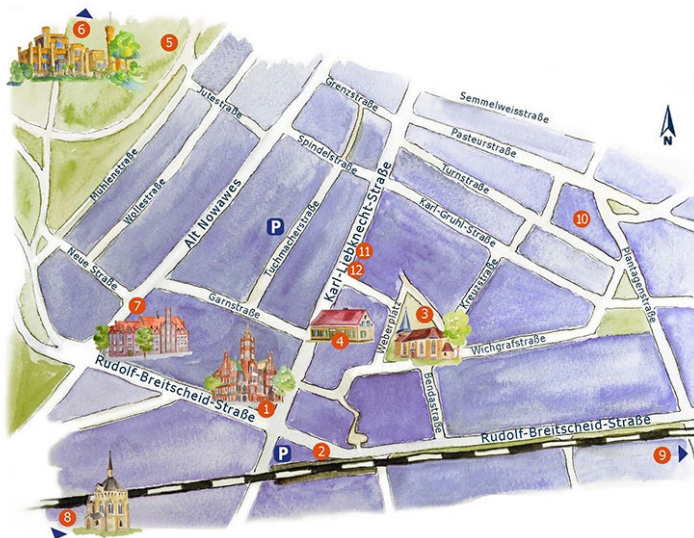 6
5
Grenzstraße
Semmelweisstraße
Jutestraße
Pasteurstraße
N
Spindelstraße
Turnstraße
Mühlenstraße
Wollestraße
Karl-Gruhl-Straße
10
Alt Nowawes
P
Tuchmacherstraße
Karl-Liebknecht-Straße
11
12
Neue Straße
Plantagenstraße
Garnstraße
Kreuzstraße
7
3
Weberplatz
4
Wichgrafstraße
Rudolf-Breitscheid-Straße
Bendastraße
1
Rudolf-Breitscheid-Straße
2
P
9
8